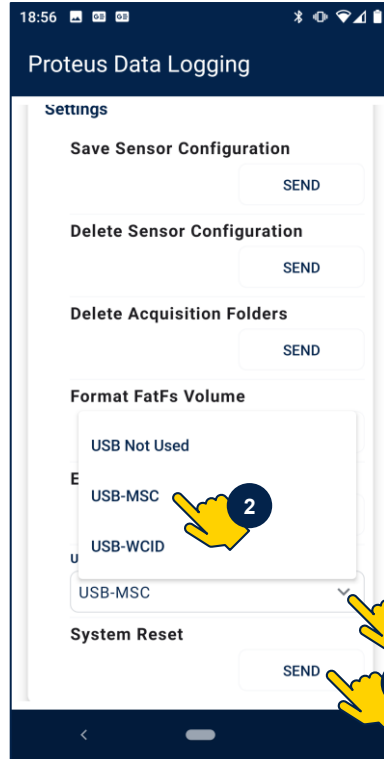 18:56
Proteus Data Logging
Settings
Save Sensor Configuration
SEND
Delete Sensor Configuration
SEND
Delete Acquisition Folders
SEND
Format FatFs Volume
USB Not Used
E
USB-MSC
2
USB-WCID
U
USB-MSC
System Reset
SEND